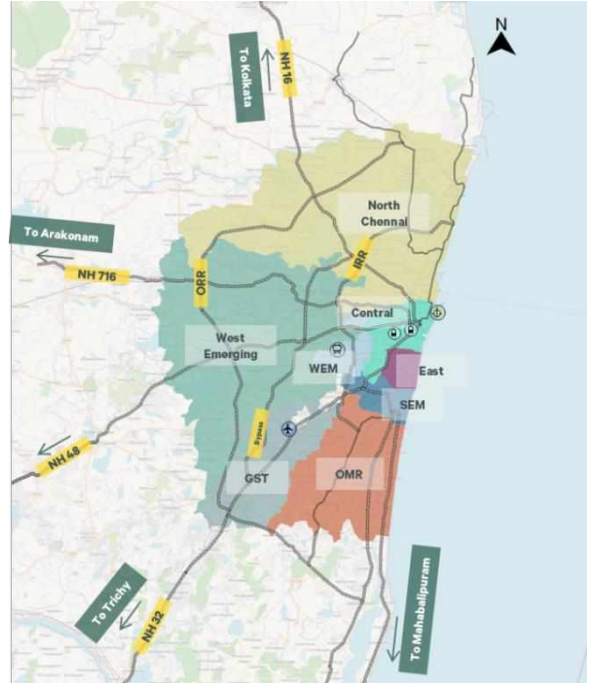 N
To Kolkata
NH 16
North
Chennai
To Arakonam
NH 716
ORR
IRR
Central
West
Emerging
WEM
East
SEM
Bypass
NH 48
GST
OMR
To Trichy
NH 32
To Mahabalipuram